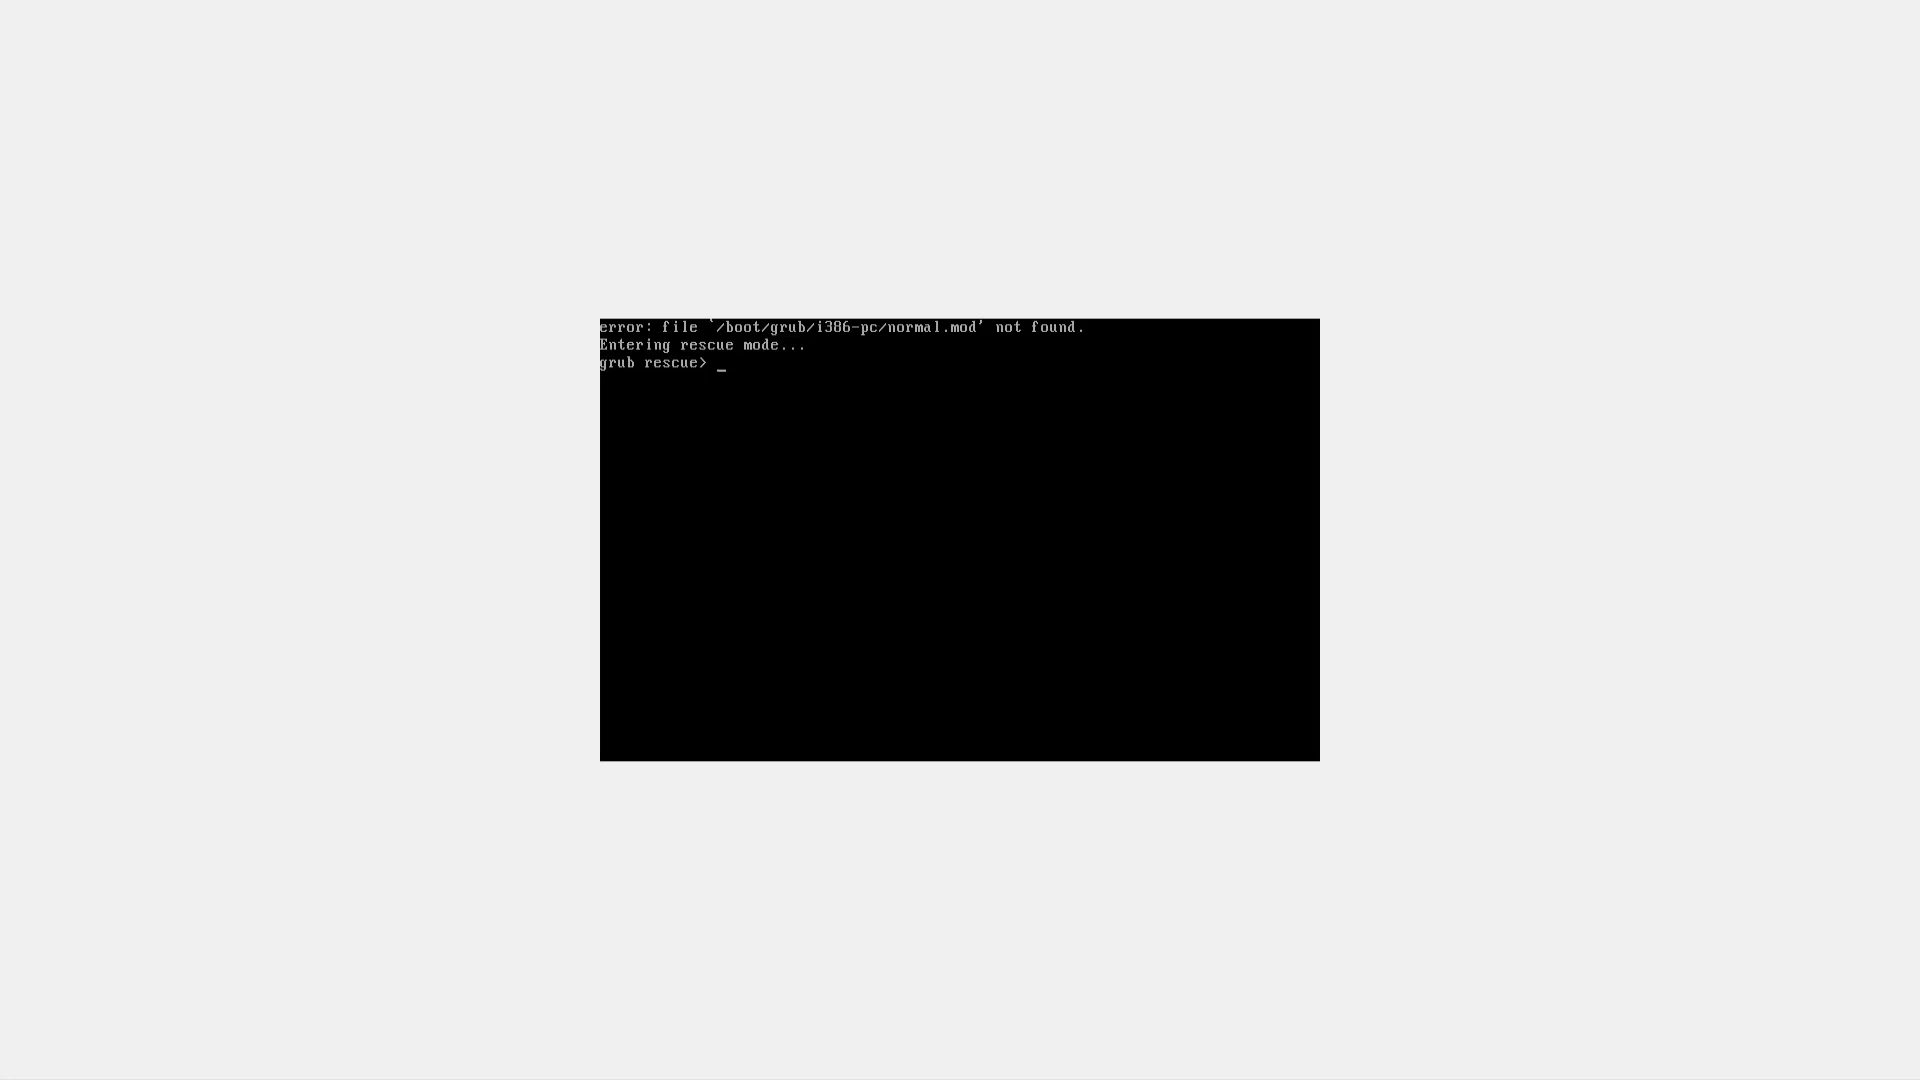 error: file `/boot/grub/i386-pc/normal.mod' not found.
Entering rescue mode...
grub rescue> _